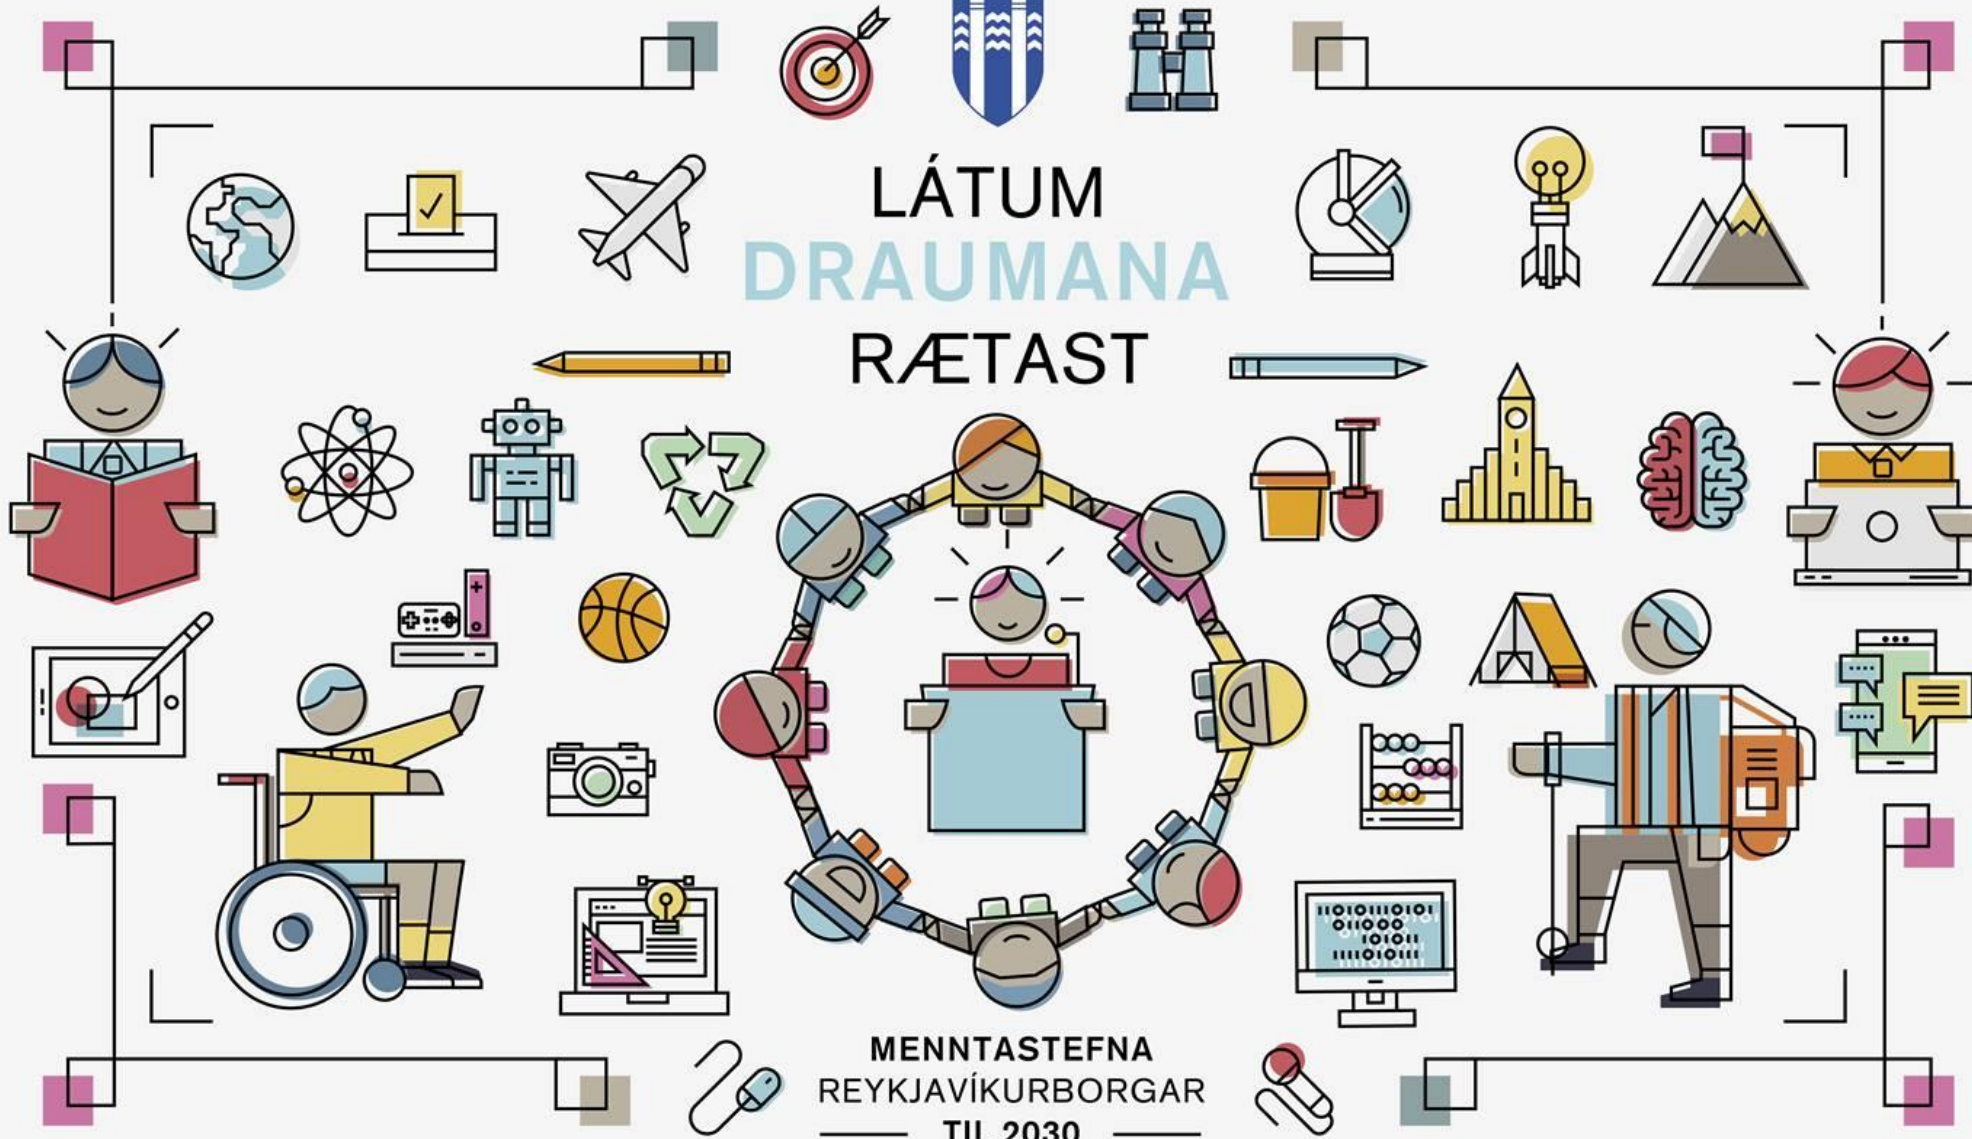 LÁTUM
DRAUMANA
RÆTAST
MENNTASTEFNA
REYKJAVÍKURBORGAR
TIL 2030